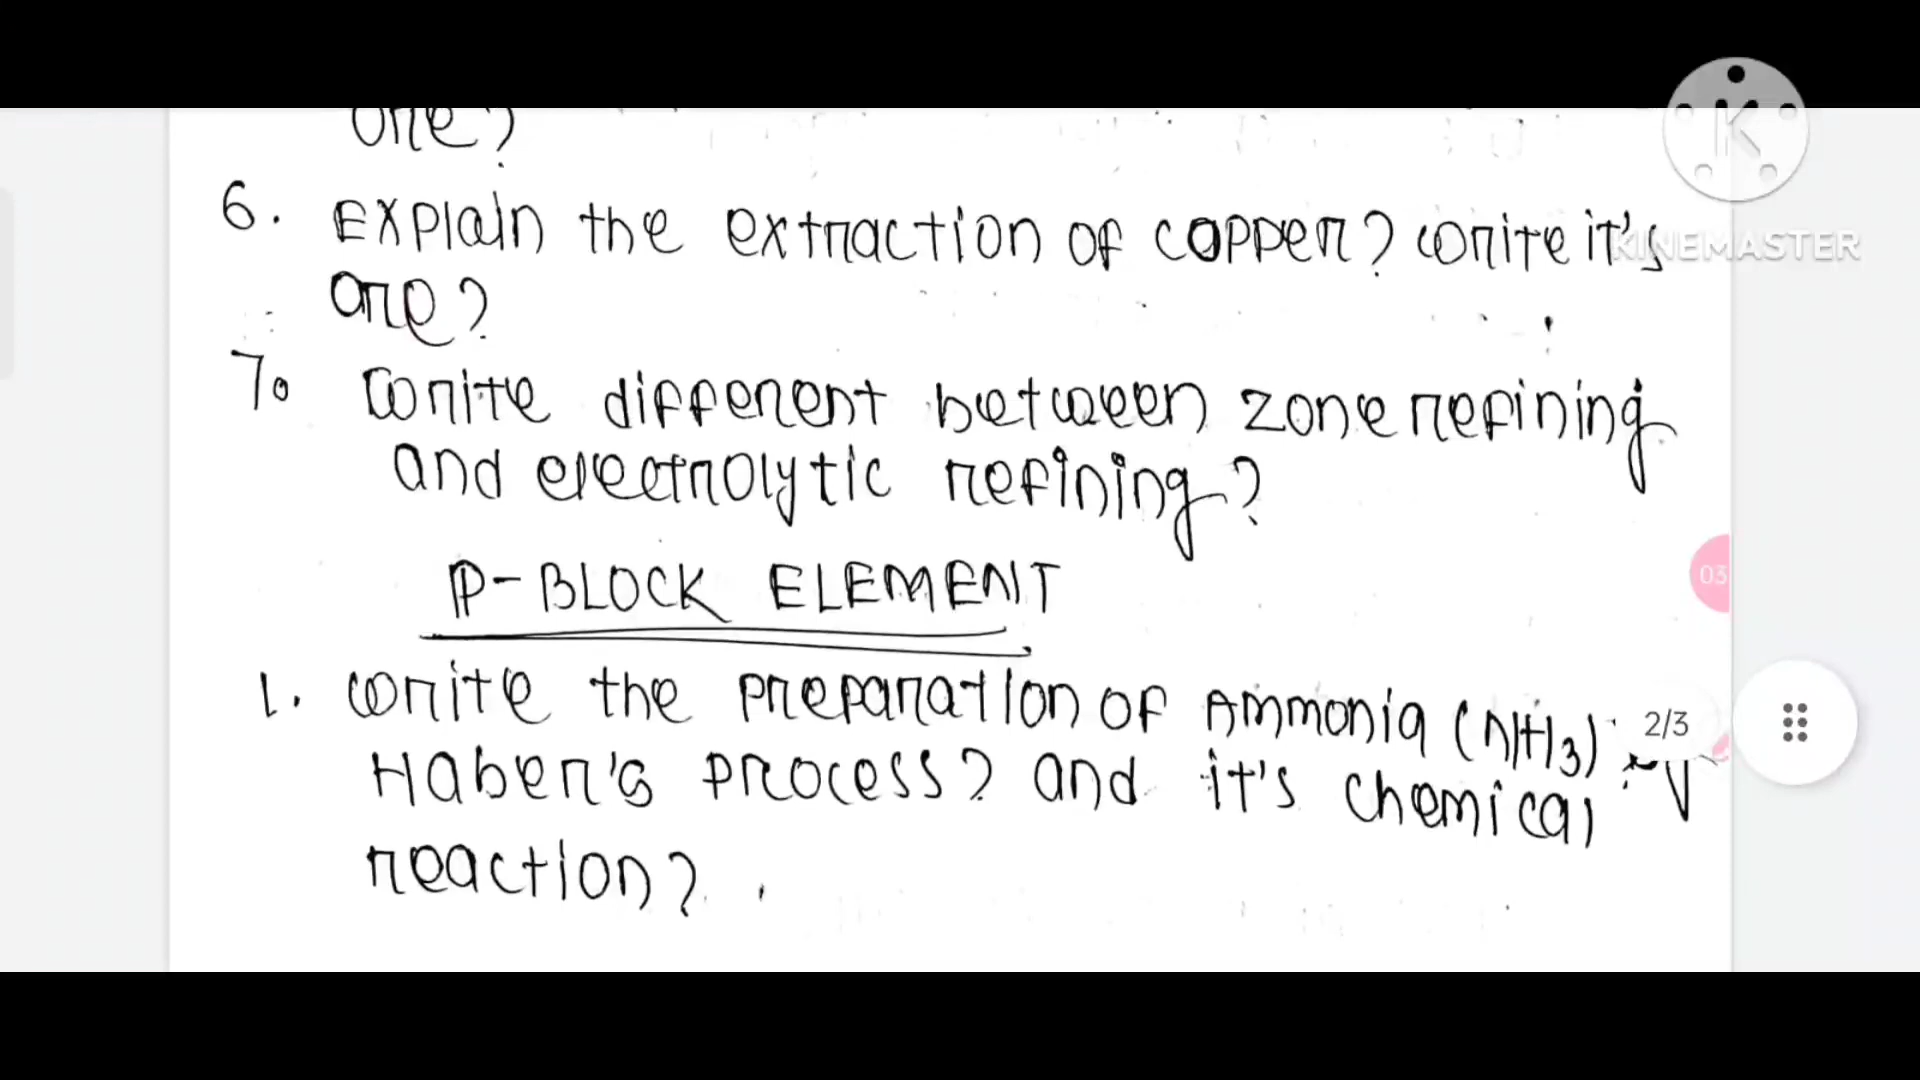 ore?
6. Explain the extraction of copper? write it's
ore?
7. Write different between zone refining
and electrolytic refining?
P-BLOCK ELEMENT
1. Write the preparation of Ammonia (NH3)
Haber's process? and it's chemical
reaction?
KINEMASTER
03
2/3